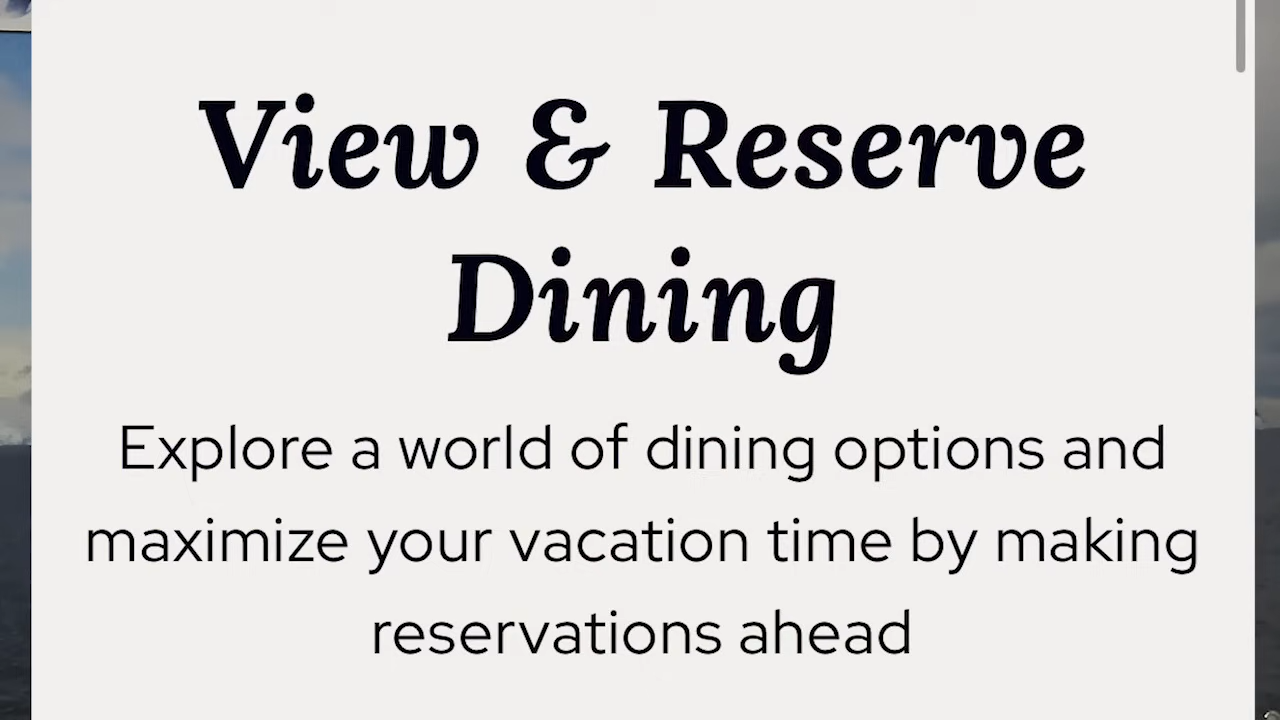 View & Reserve
Dining
Explore a world of dining options and
maximize your vacation time by making
reservations ahead